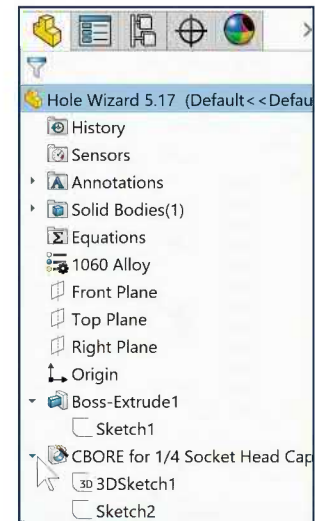 Hole Wizard 5.17 (Default<<Defau
History
Sensors
Annotations
Solid Bodies(1)
Equations
1060 Alloy
Front Plane
Top Plane
Right Plane
Origin
Boss-Extrude1
Sketch1
CBORE for 1/4 Socket Head Cap
3D 3DSketch1
Sketch2